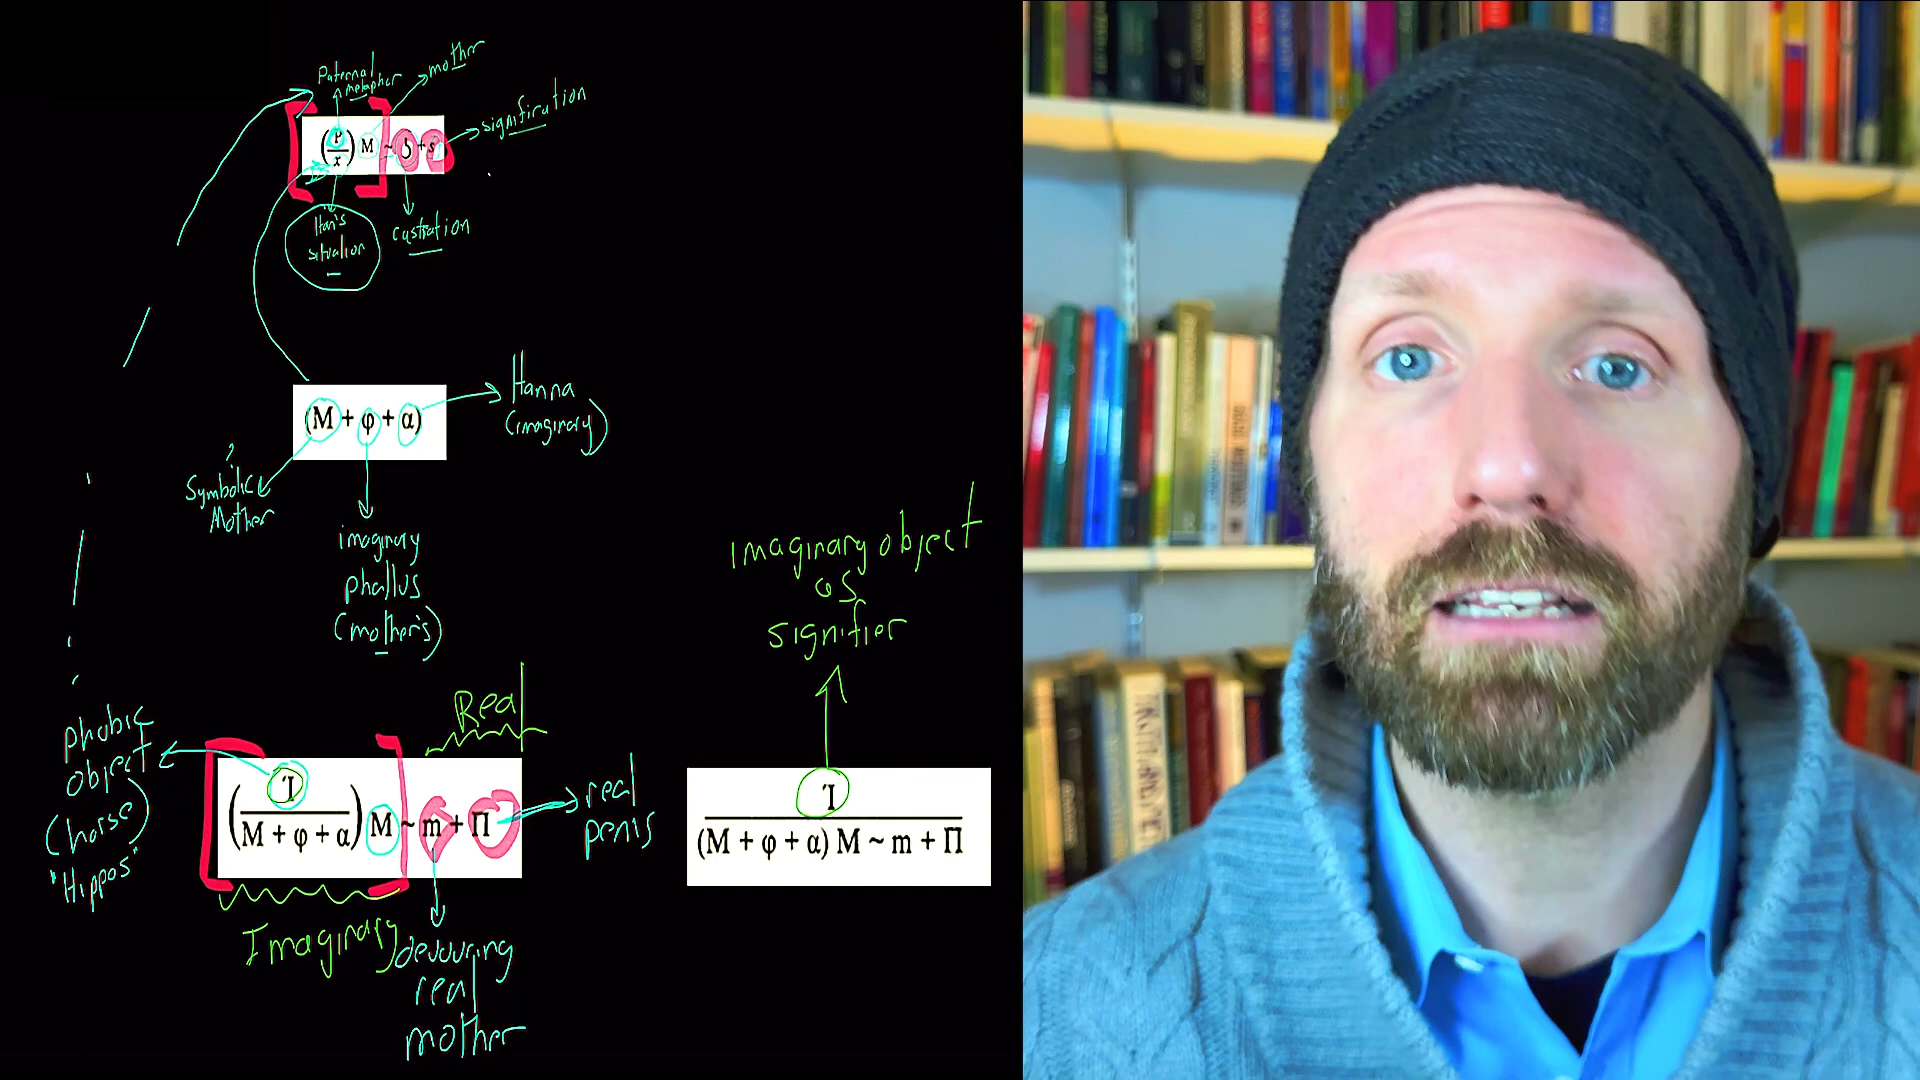 Paternal
metaphor
mother
signification
(P/x) M ~ + s
Han's
situation
castration
(M + φ + α)
Hanna
(imaginary)
?
Symbolic
Mother
imaginary
phallus
(mother's)
imaginary object
as
signifier
Real
phobic
object
(horse)
"Hippos"
(I/(M + φ + α)) M ~ m + Π
real
penis
I
(M + φ + α) M ~ m + Π
Imaginary
devouring
real
mother